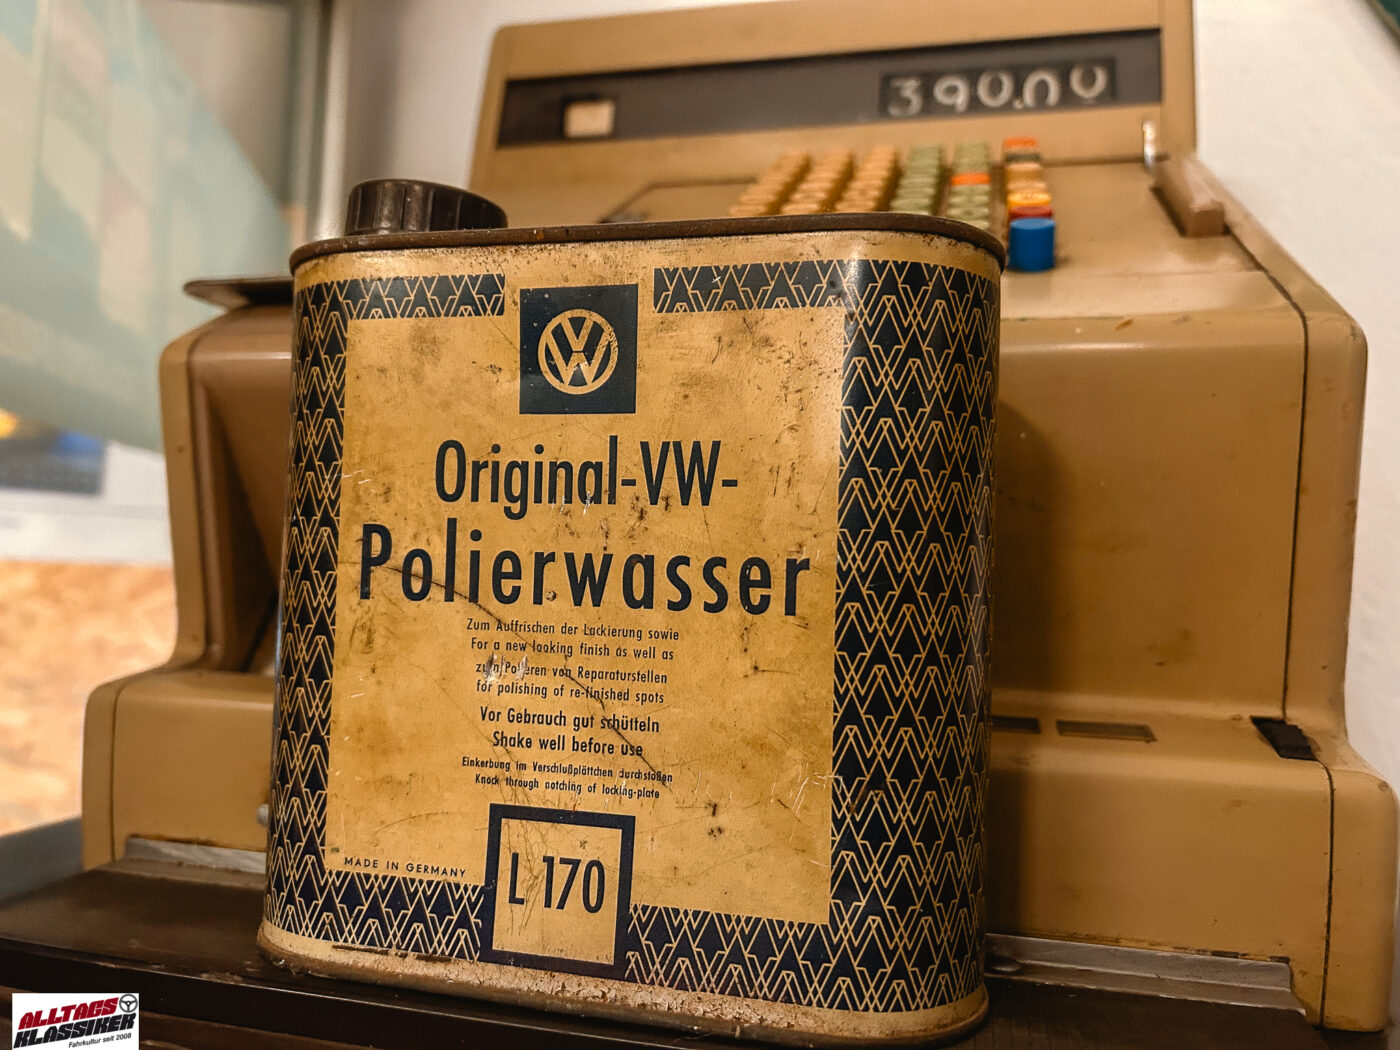 390.00
VW
Original-VW-
Polierwasser
Zum Auffrischen der Lackierung sowie
For a new looking finish as well as
zum Polieren von Reparaturstellen
for polishing of re-finished spots
Vor Gebrauch gut schütteln
Shake well before use
Einkerbung im Verschlußplättchen durchstoßen
Knock through notching of locking-plate
MADE IN GERMANY
L 170
ALLTAGS
KLASSIKER
Fahrkultur seit 2008